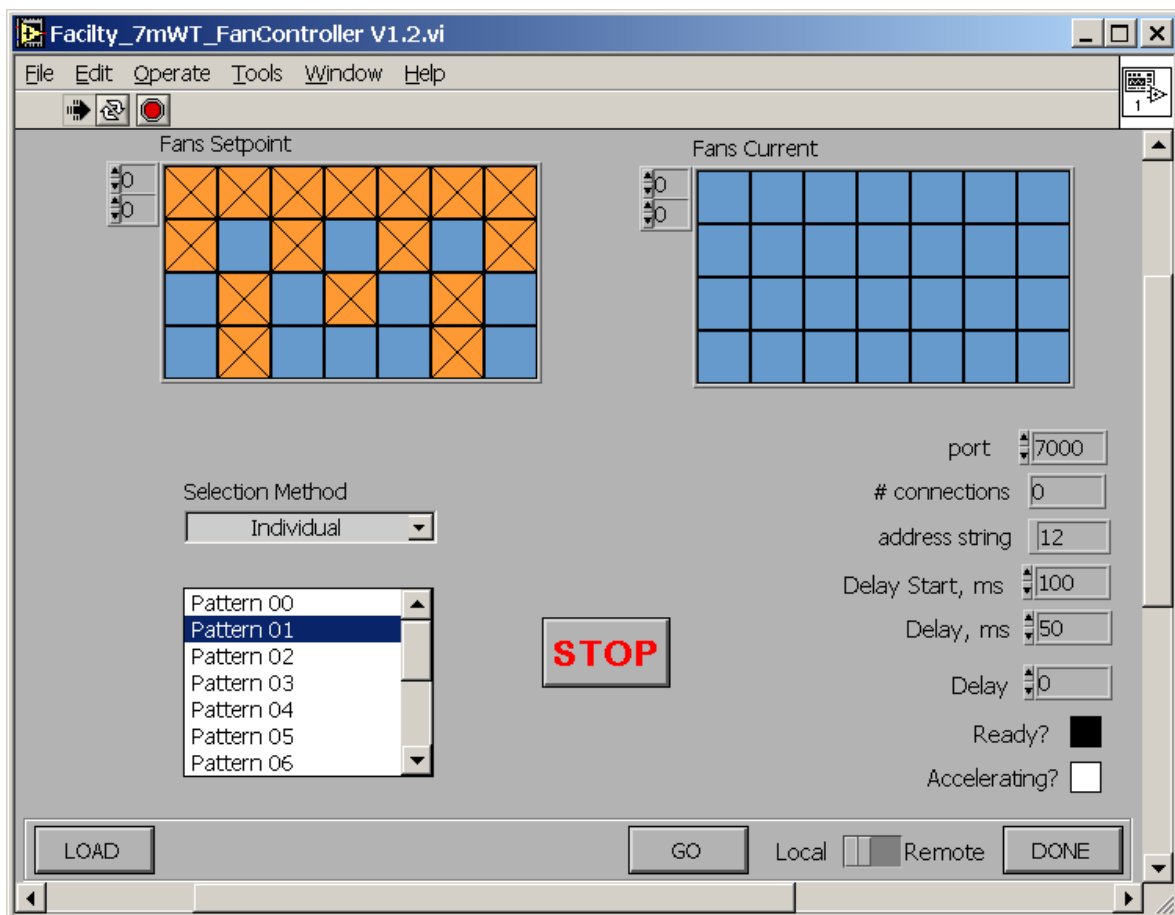 Facilty_7mWT_FanController V1.2.vi
File Edit Operate Tools Window Help
1
Fans Setpoint
0
0
Fans Current
0
0
port 7000
# connections 0
address string 12
Delay Start, ms 100
Delay, ms 50
Delay 0
Ready?
Accelerating?
Selection Method
Individual
Pattern 00
Pattern 01
Pattern 02
Pattern 03
Pattern 04
Pattern 05
Pattern 06
STOP
LOAD GO Local Remote DONE